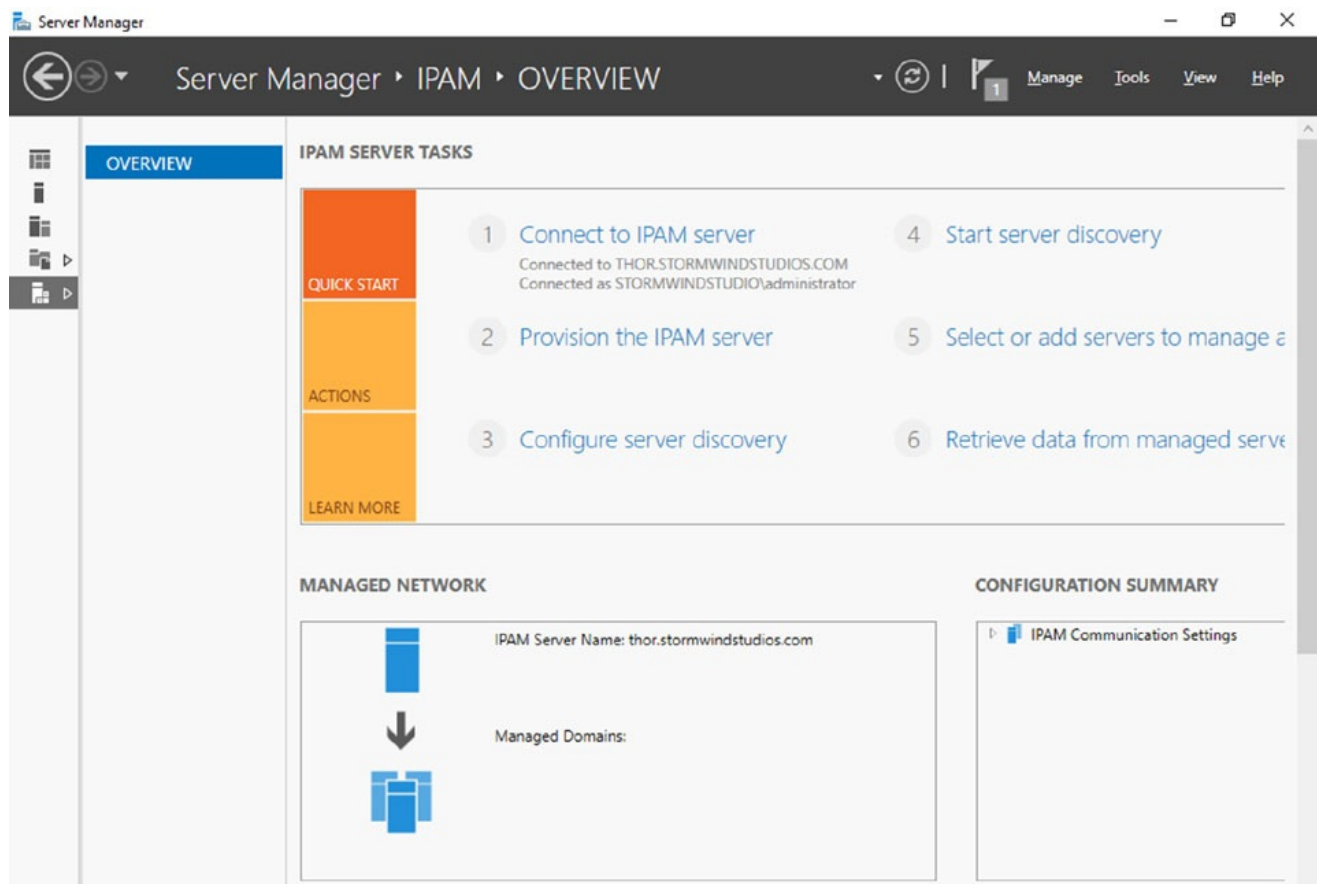 Server Manager
Server Manager ‣ IPAM ‣ OVERVIEW
1
Manage Tools View Help
OVERVIEW
IPAM SERVER TASKS
QUICK START
ACTIONS
LEARN MORE
1 Connect to IPAM server
Connected to THOR.STORMWINDSTUDIOS.COM
Connected as STORMWINDSTUDIO\administrator
2 Provision the IPAM server
3 Configure server discovery
4 Start server discovery
5 Select or add servers to manage a
6 Retrieve data from managed serve
MANAGED NETWORK
IPAM Server Name: thor.stormwindstudios.com
Managed Domains:
CONFIGURATION SUMMARY
IPAM Communication Settings